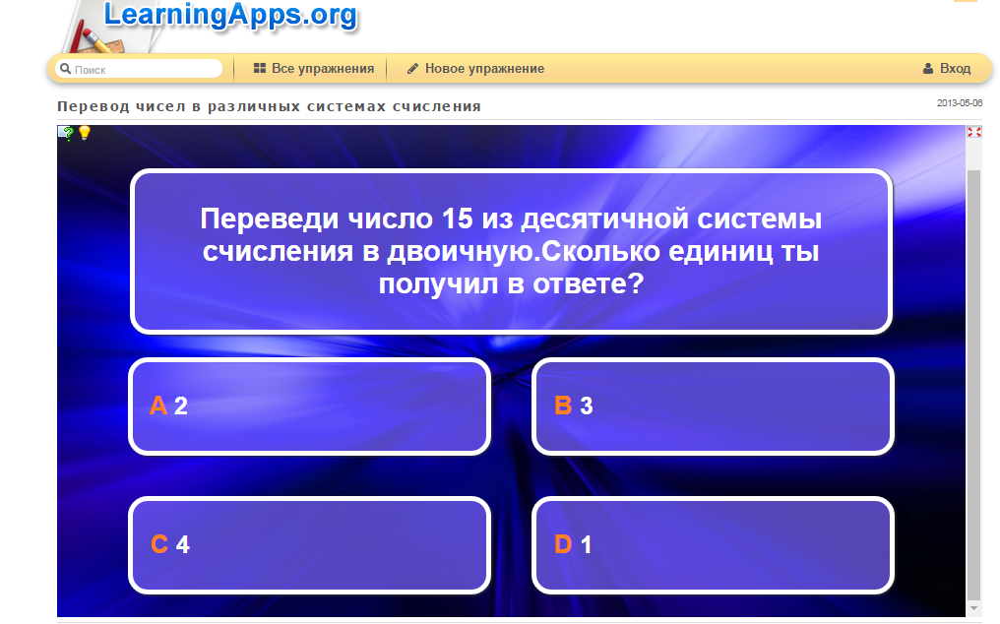 LearningApps.org
Поиск
Все упражнения
Новое упражнение
Вход
Перевод чисел в различных системах счисления
2013-05-06
Переведи число 15 из десятичной системы
счисления в двоичную.Сколько единиц ты
получил в ответе?
A 2
B 3
C 4
D 1